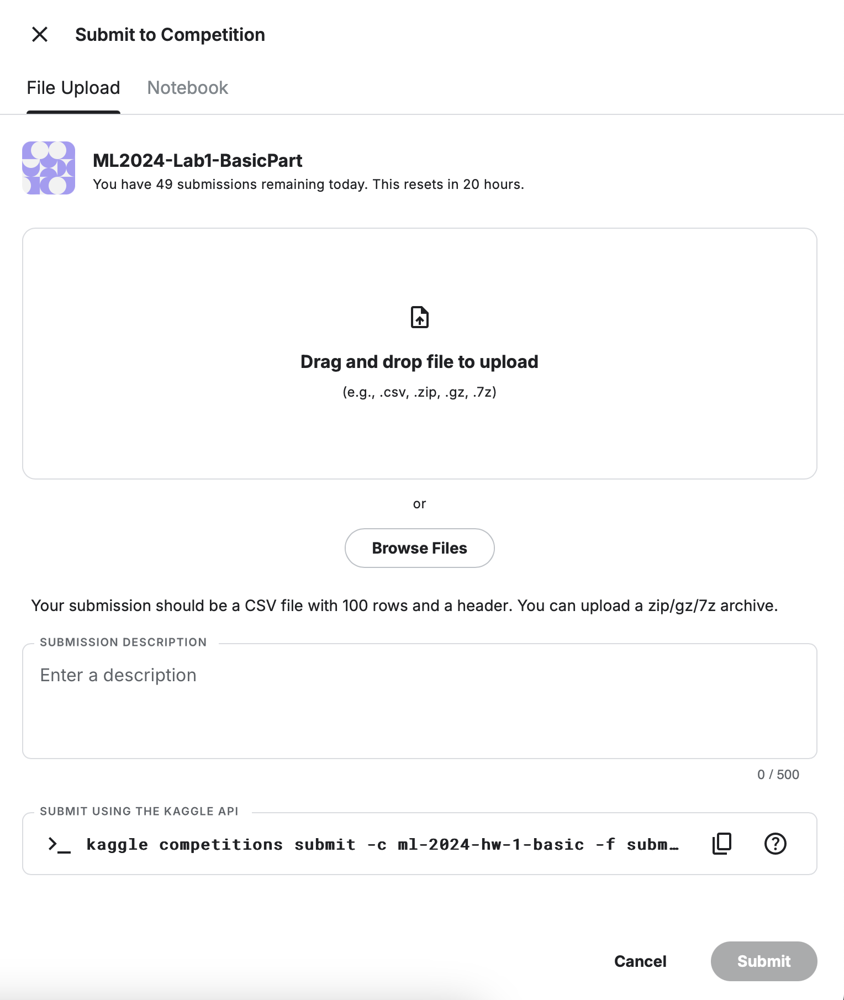 Submit to Competition
File Upload
Notebook
ML2024-Lab1-BasicPart
You have 49 submissions remaining today. This resets in 20 hours.
Drag and drop file to upload
(e.g., .csv, .zip, .gz, .7z)
or
Browse Files
Your submission should be a CSV file with 100 rows and a header. You can upload a zip/gz/7z archive.
SUBMISSION DESCRIPTION
Enter a description
0 / 500
SUBMIT USING THE KAGGLE API
>_ kaggle competitions submit -c ml-2024-hw-1-basic -f subm…
Cancel
Submit